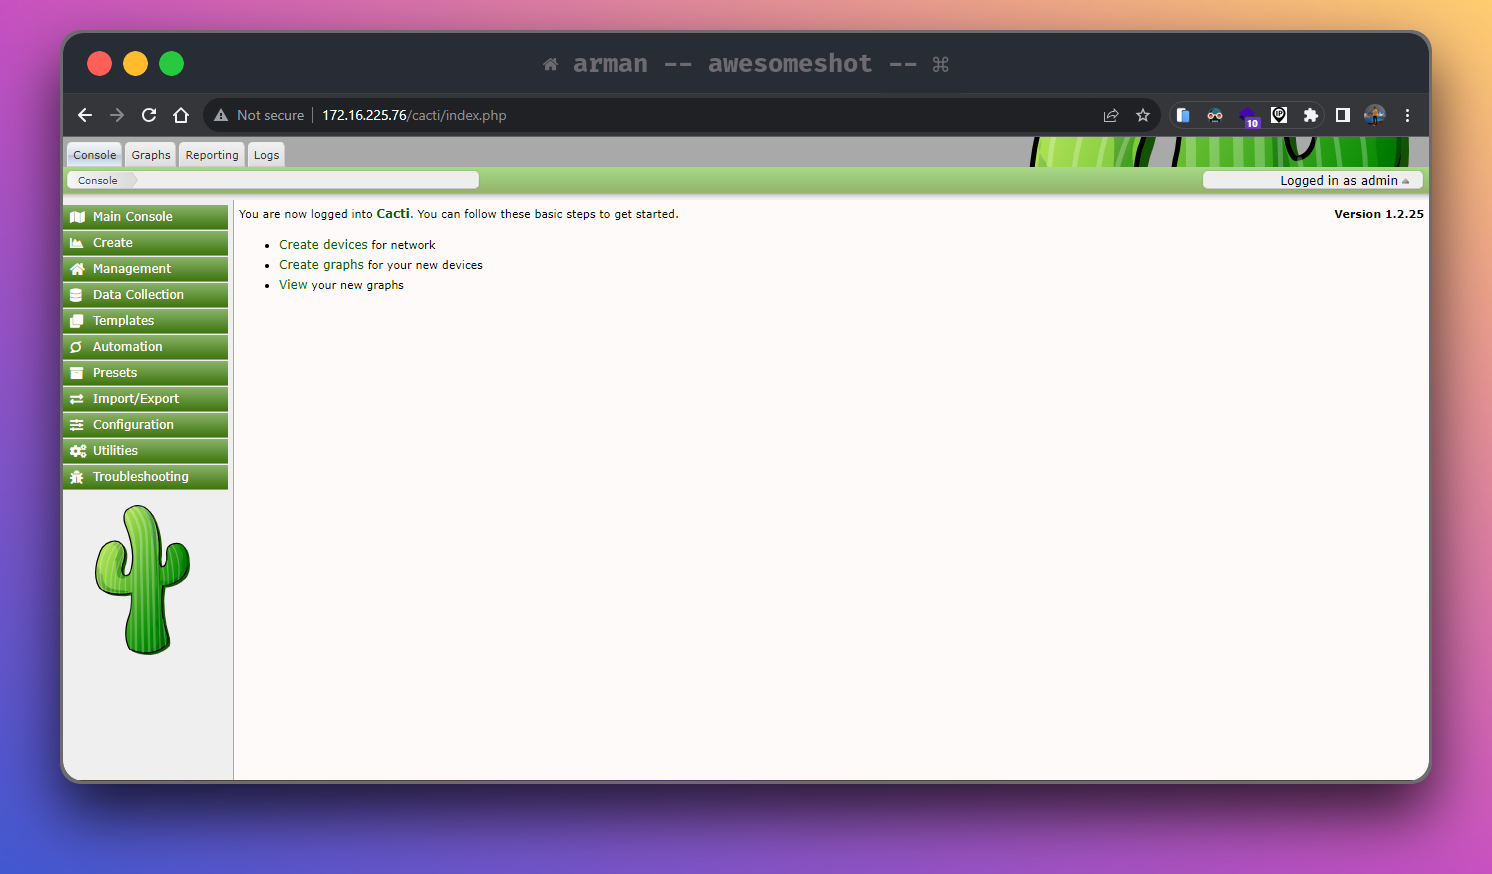 arman -- awesomeshot -- ⌘
Not secure 172.16.225.76/cacti/index.php
10
IP
Console Graphs Reporting Logs
Console
Logged in as admin
Main Console
Create
Management
Data Collection
Templates
Automation
Presets
Import/Export
Configuration
Utilities
Troubleshooting
You are now logged into Cacti. You can follow these basic steps to get started.
Version 1.2.25
• Create devices for network
• Create graphs for your new devices
• View your new graphs